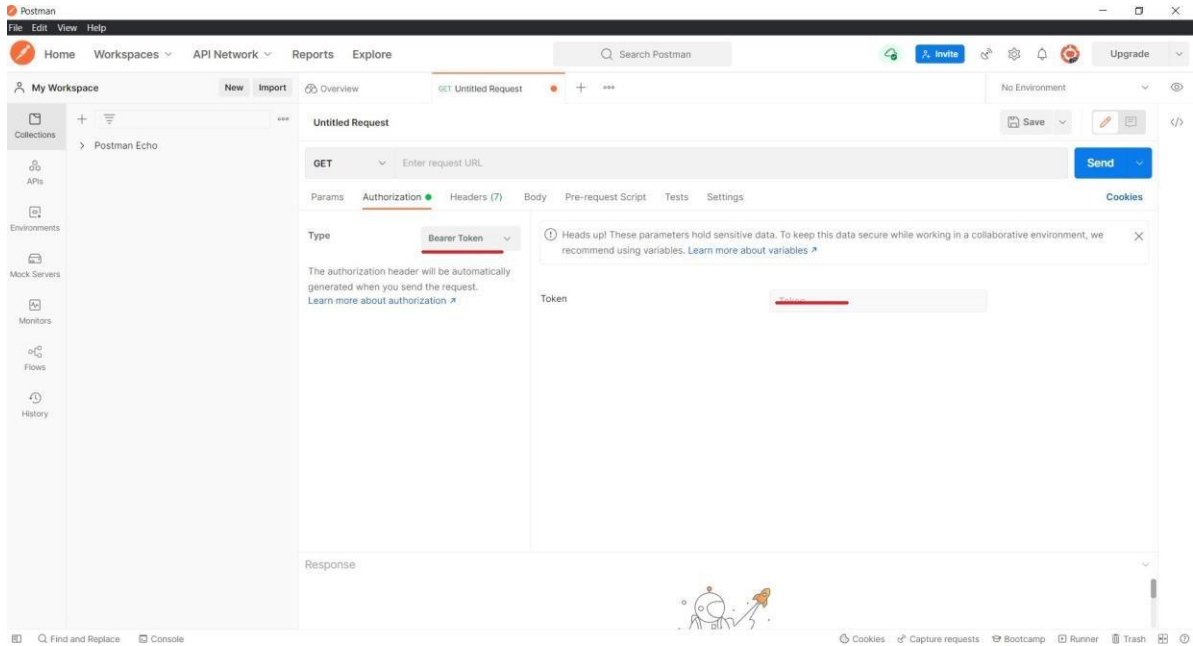 Postman
File Edit View Help
Home Workspaces API Network Reports Explore Search Postman Invite Upgrade
My Workspace New Import Overview GET Untitled Request No Environment
Collections
Postman Echo
APIs
Environments
Mock Servers
Monitors
Flows
History
Untitled Request Save
GET Enter request URL Send
Params Authorization Headers (7) Body Pre-request Script Tests Settings Cookies
Type Bearer Token
The authorization header will be automatically
generated when you send the request.
Learn more about authorization ↗
Heads up! These parameters hold sensitive data. To keep this data secure while working in a collaborative environment, we
recommend using variables. Learn more about variables ↗
Token Token
Response
Find and Replace Console Cookies Capture requests Bootcamp Runner Trash